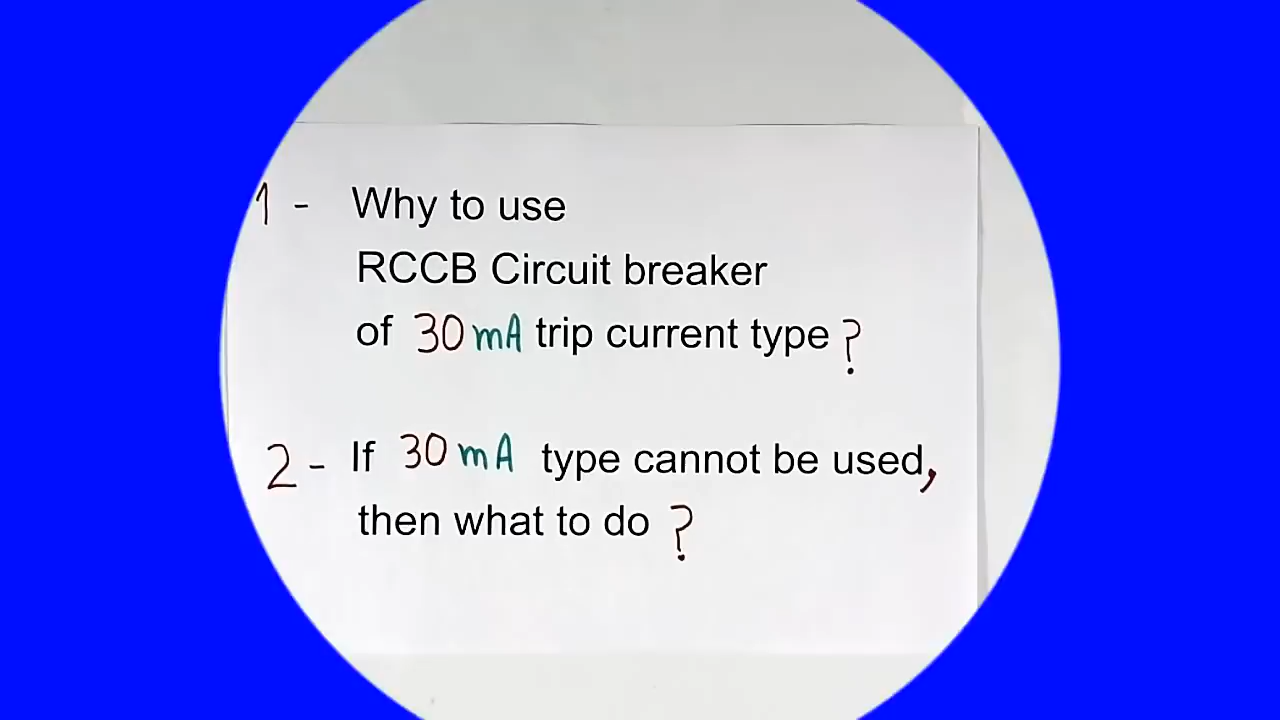 1 - Why to use
RCCB Circuit breaker
of 30 mA trip current type ?
2 - If 30 mA type cannot be used,
then what to do ?